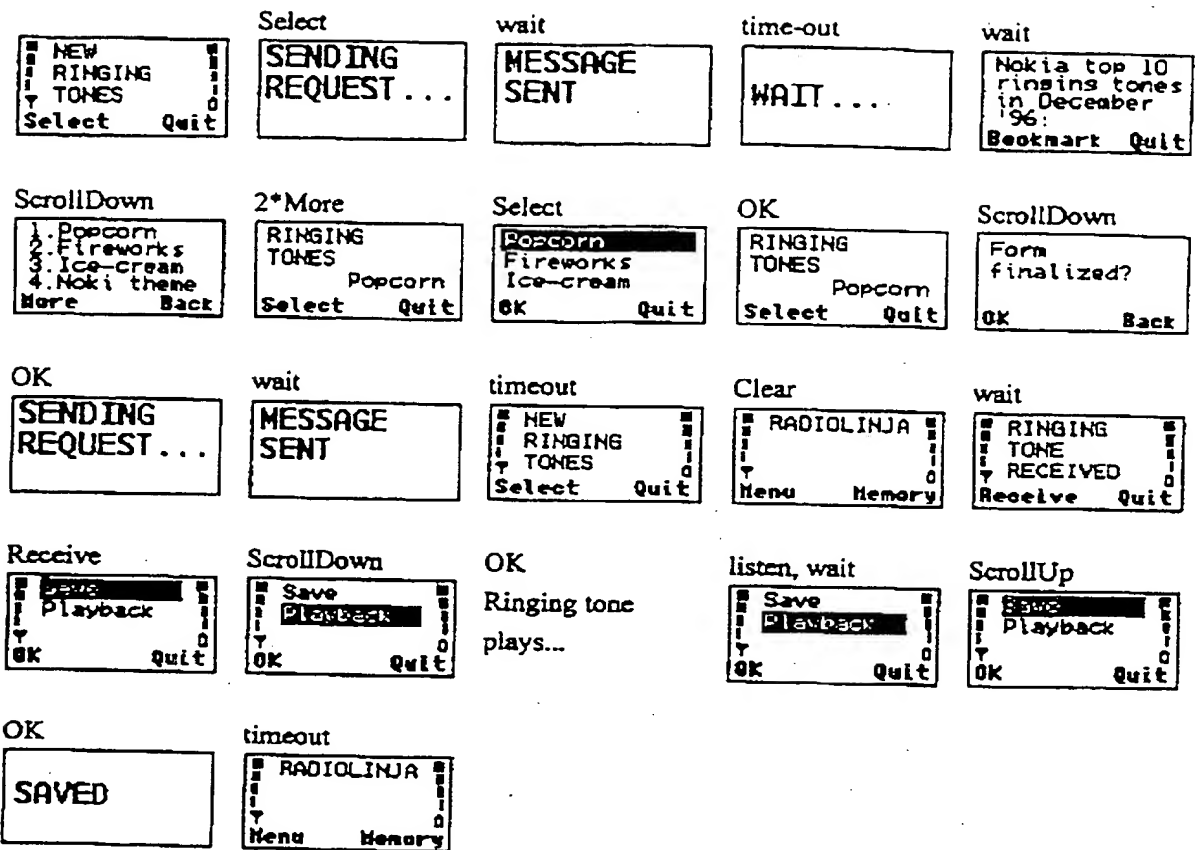 NEW
RINGING
TONES
Select Quit
Select
SENDING
REQUEST...
wait
MESSAGE
SENT
time-out
WAIT....
wait
Nokia top 10
ringing tones
in December
'96:
Bookmark Quit
ScrollDown
1.Popcorn
2.Fireworks
3.Ice-cream
4.Noki theme
More Back
2*More
RINGING
TONES
Popcorn
Select Quit
Select
Popcorn
Fireworks
Ice-cream
OK Quit
OK
RINGING
TONES
Popcorn
Select Quit
ScrollDown
Form
finalized?
OK Back
OK
SENDING
REQUEST...
wait
MESSAGE
SENT
timeout
NEW
RINGING
TONES
Select Quit
Clear
RADIOLINJA
Menu Memory
wait
RINGING
TONE
RECEIVED
Receive Quit
Receive
Save
Playback
OK Quit
ScrollDown
Save
Playback
OK Quit
OK
Ringing tone
plays...
listen, wait
Save
Playback
OK Quit
ScrollUp
Save
Playback
OK Quit
OK
SAVED
timeout
RADIOLINJA
Menu Memory